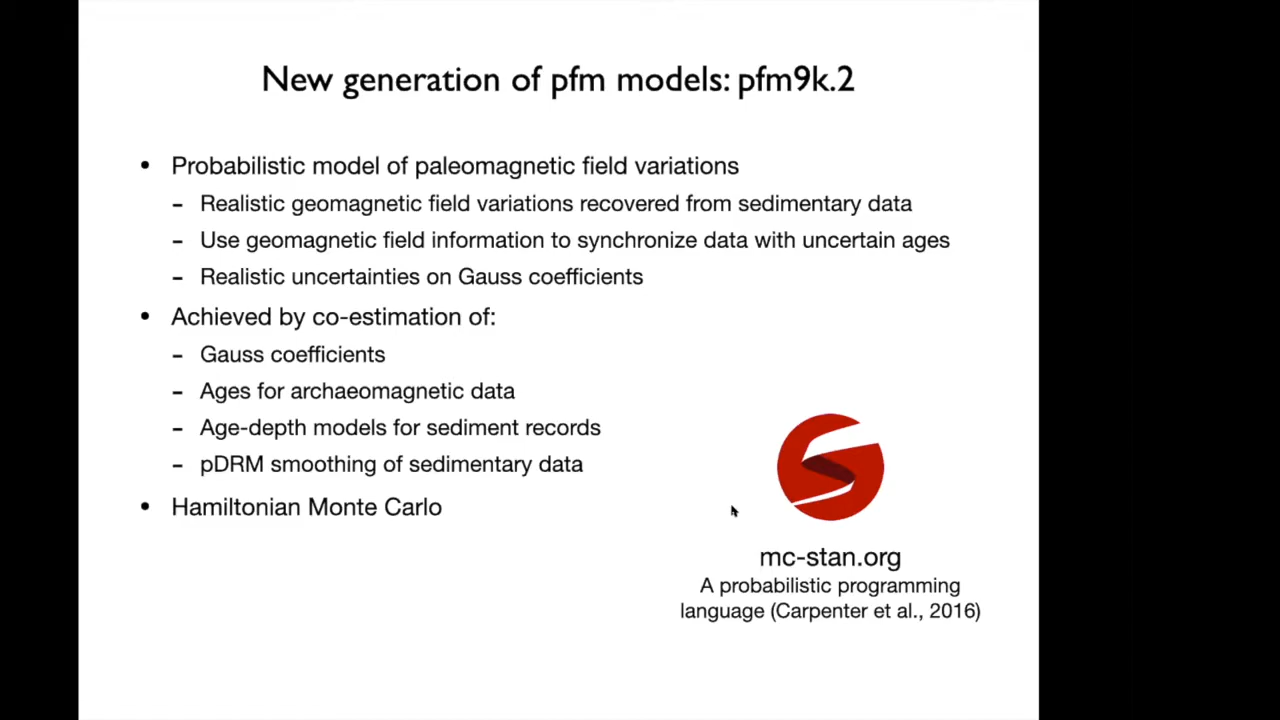 New generation of pfm models: pfm9k.2
• Probabilistic model of paleomagnetic field variations
– Realistic geomagnetic field variations recovered from sedimentary data
– Use geomagnetic field information to synchronize data with uncertain ages
– Realistic uncertainties on Gauss coefficients
• Achieved by co-estimation of:
– Gauss coefficients
– Ages for archaeomagnetic data
– Age-depth models for sediment records
– pDRM smoothing of sedimentary data
• Hamiltonian Monte Carlo
mc-stan.org
A probabilistic programming
language (Carpenter et al., 2016)